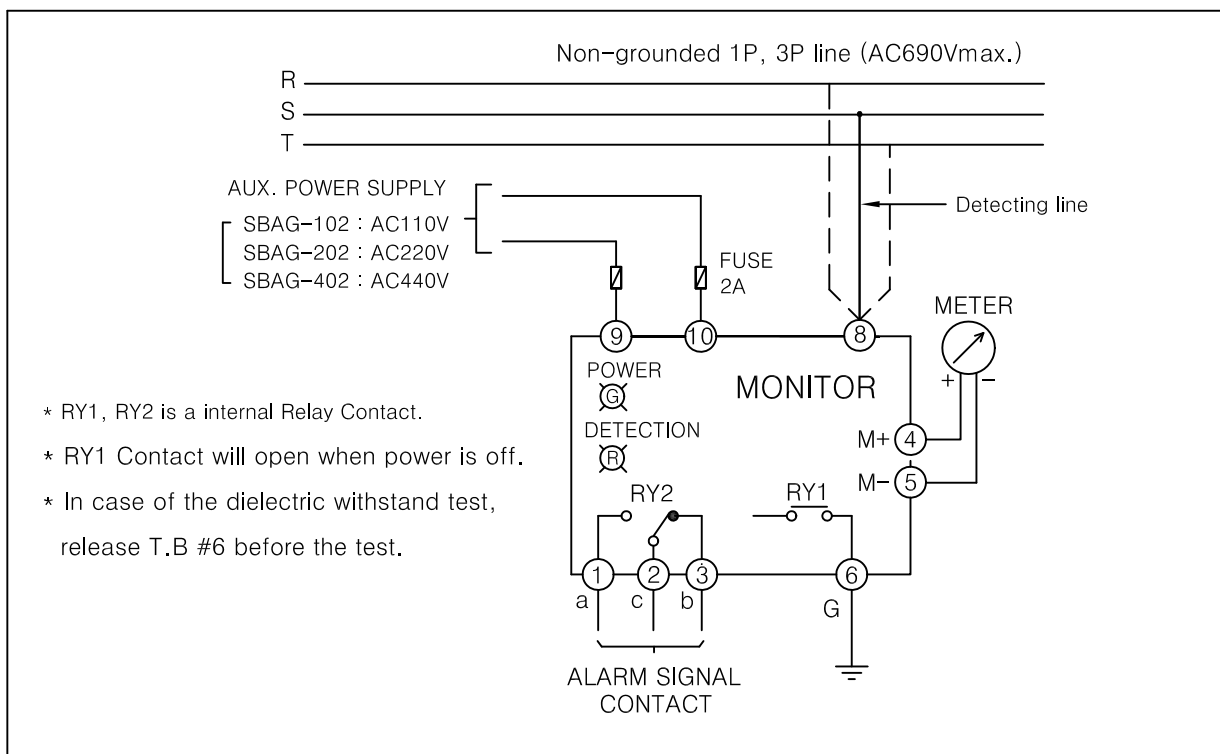 Non-grounded 1P, 3P line (AC690Vmax.)
R
S
T
AUX. POWER SUPPLY
SBAG-102 : AC110V
SBAG-202 : AC220V
SBAG-402 : AC440V
Detecting line
FUSE
2A
METER
+ −
9 10 8
POWER
G
MONITOR
DETECTION
R
M+ 4
M- 5
* RY1, RY2 is a internal Relay Contact.
* RY1 Contact will open when power is off.
* In case of the dielectric withstand test,
release T.B #6 before the test.
RY2 RY1
1 2 3 6
a c b G
ALARM SIGNAL
CONTACT